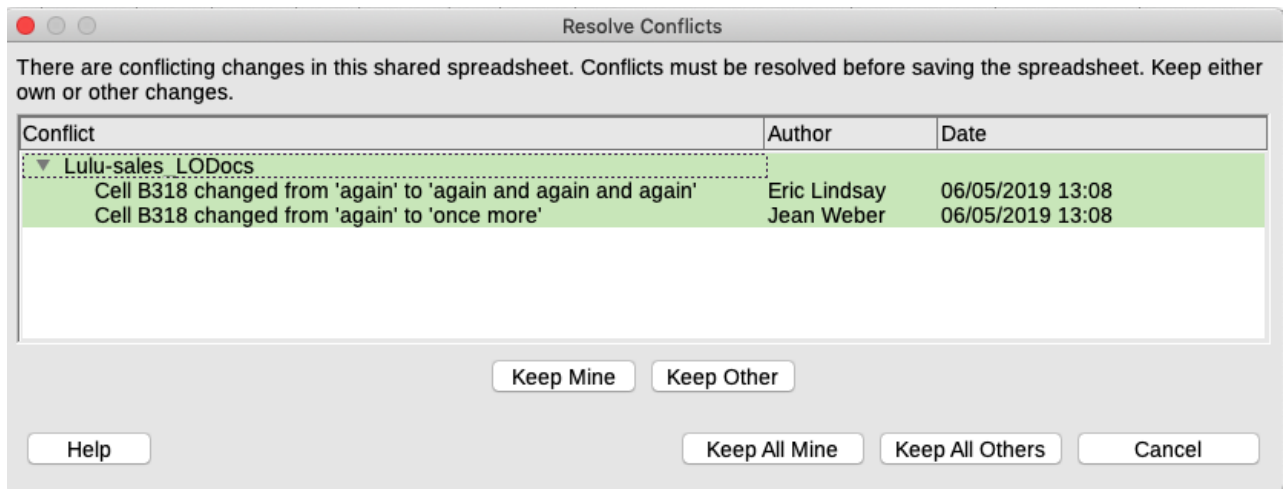 Resolve Conflicts
There are conflicting changes in this shared spreadsheet. Conflicts must be resolved before saving the spreadsheet. Keep either
own or other changes.
Conflict Author Date
Lulu-sales_LODocs
Cell B318 changed from 'again' to 'again and again and again' Eric Lindsay 06/05/2019 13:08
Cell B318 changed from 'again' to 'once more' Jean Weber 06/05/2019 13:08
Keep Mine Keep Other
Help Keep All Mine Keep All Others Cancel